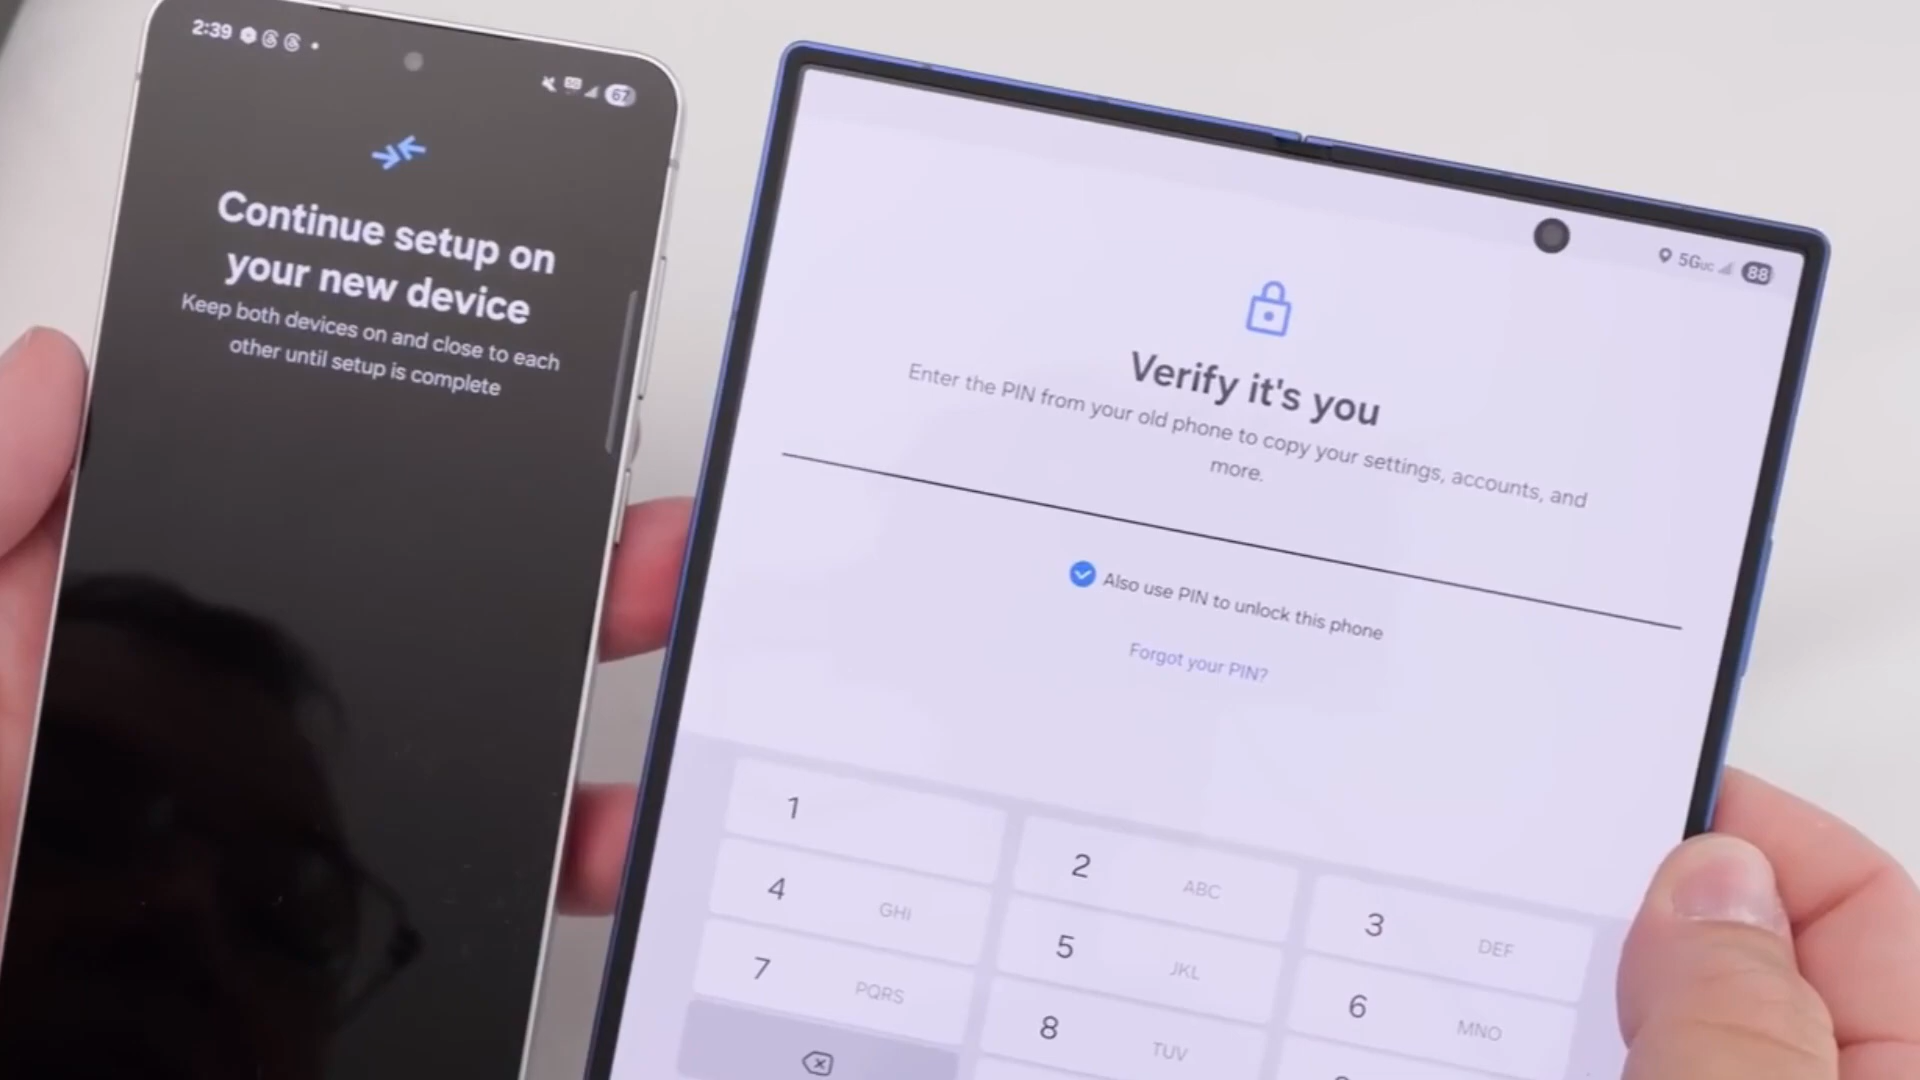 2:39
67
Continue setup on
your new device
Keep both devices on and close to each
other until setup is complete
5GUC
88
Verify it's you
Enter the PIN from your old phone to copy your settings, accounts, and
more.
Also use PIN to unlock this phone
Forgot your PIN?
1
2 ABC
3 DEF
4 GHI
5 JKL
6 MNO
7 PQRS
8 TUV